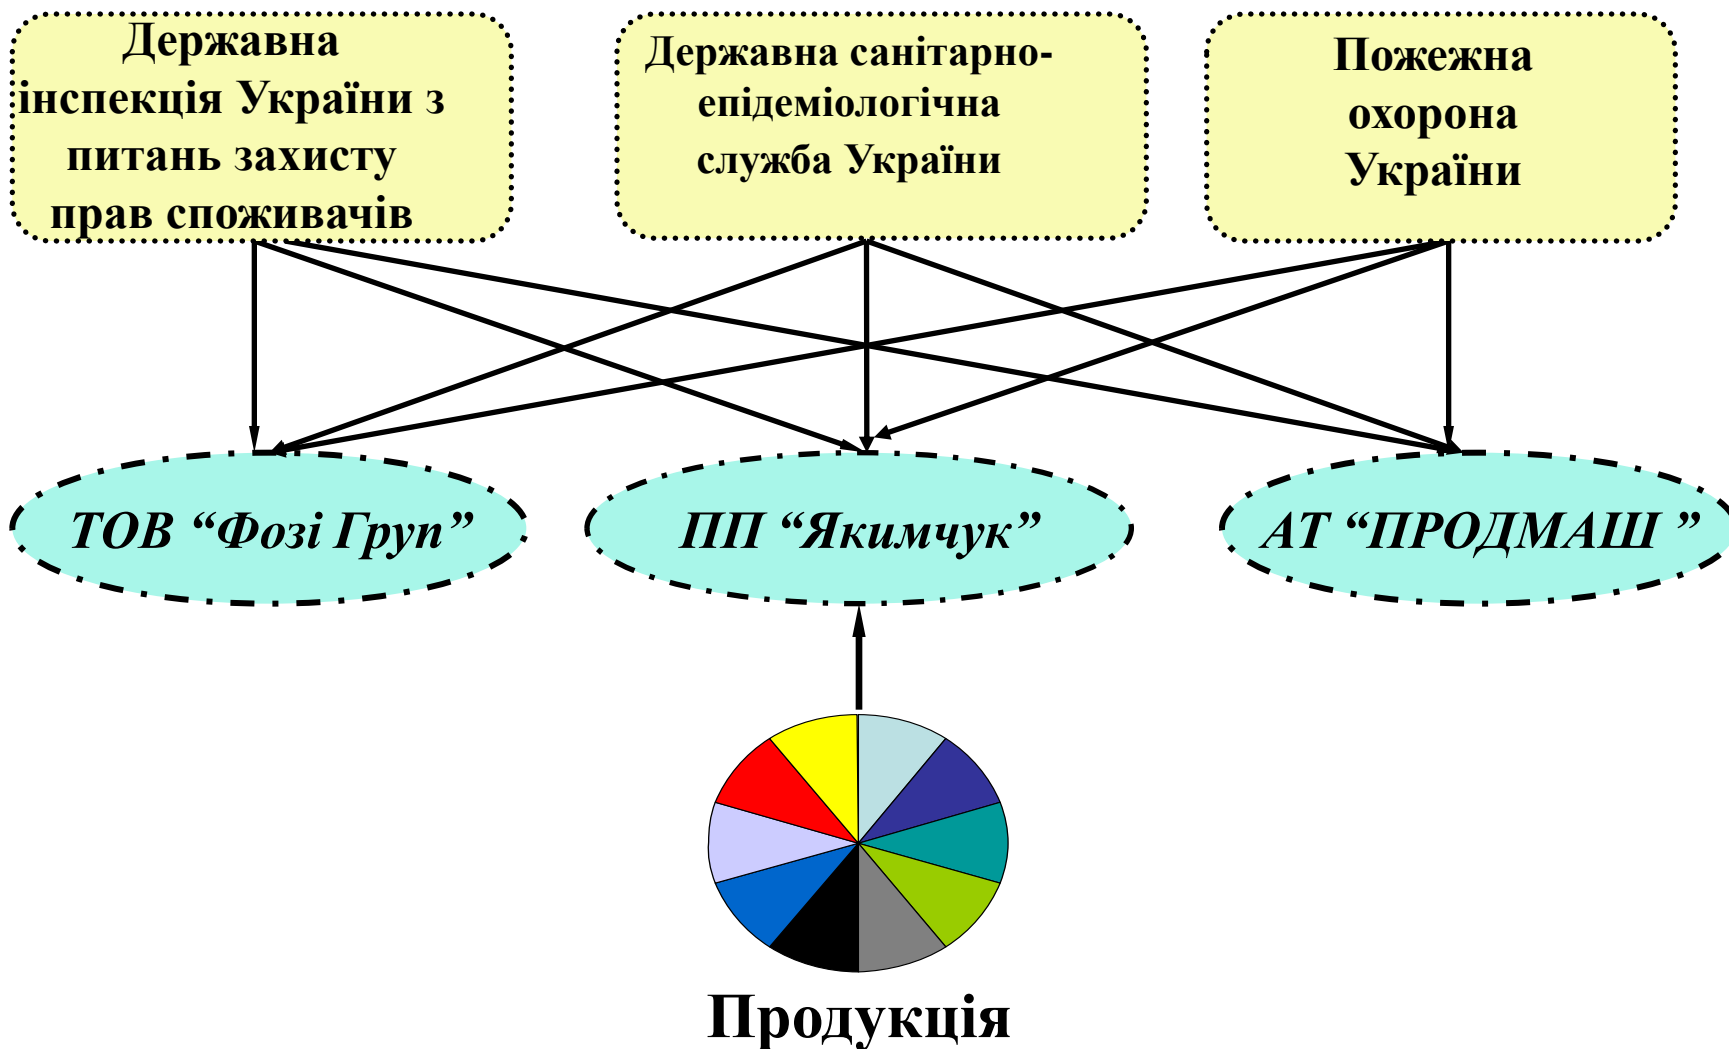 Державна
інспекція України з
питань захисту
прав споживачів
Державна санітарно-
епідеміологічна
служба України
Пожежна
охорона
України
ТОВ “Фозі Груп”
ПП “Якимчук”
АТ “ПРОДМАШ ”
Продукція